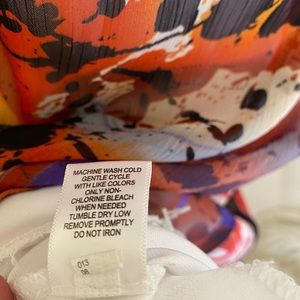 MACHINE WASH COLD
GENTLE CYCLE
WITH LIKE COLORS
ONLY NON-
CHLORINE BLEACH
WHEN NEEDED
TUMBLE DRY LOW
REMOVE PROMPTLY
DO NOT IRON
013